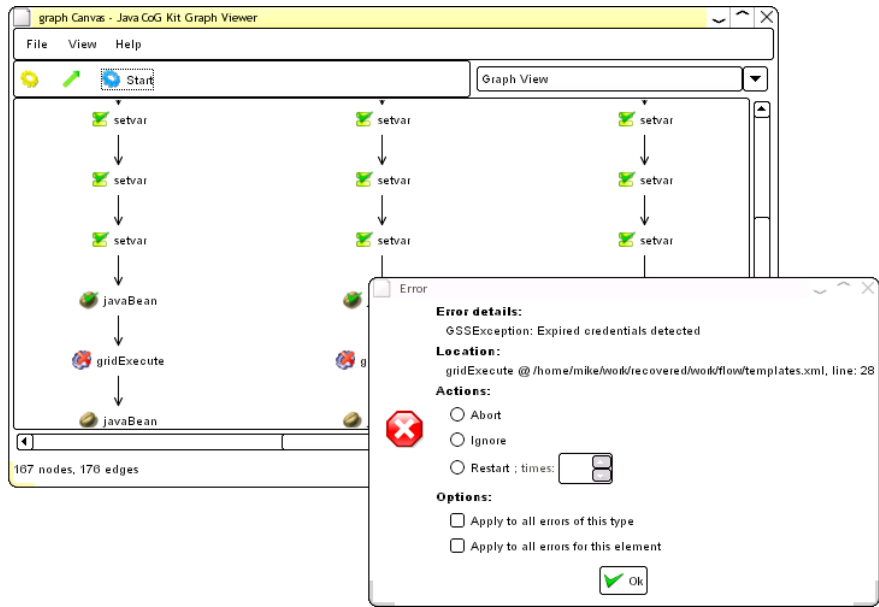 graph Canvas - Java CoG Kit Graph Viewer
File View Help
Start
Graph View
setvar setvar setvar
setvar setvar setvar
setvar setvar setvar
javaBean
gridExecute g
javaBean
167 nodes, 176 edges
Error
Error details:
GSSException: Expired credentials detected
Location:
gridExecute @ /home/mike/work/recovered/work/flow/templates.xml, line: 28
Actions:
Abort
Ignore
Restart ; times:
Options:
Apply to all errors of this type
Apply to all errors for this element
Ok